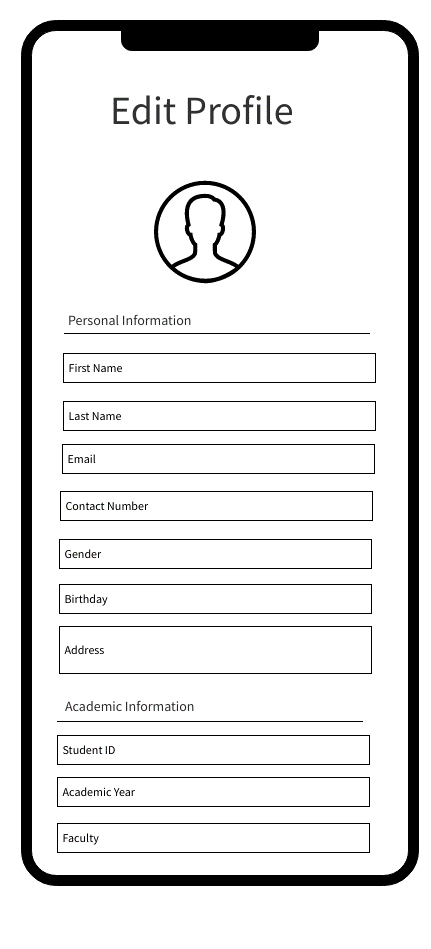 Edit Profile
Personal Information
First Name
Last Name
Email
Contact Number
Gender
Birthday
Address
Academic Information
Student ID
Academic Year
Faculty